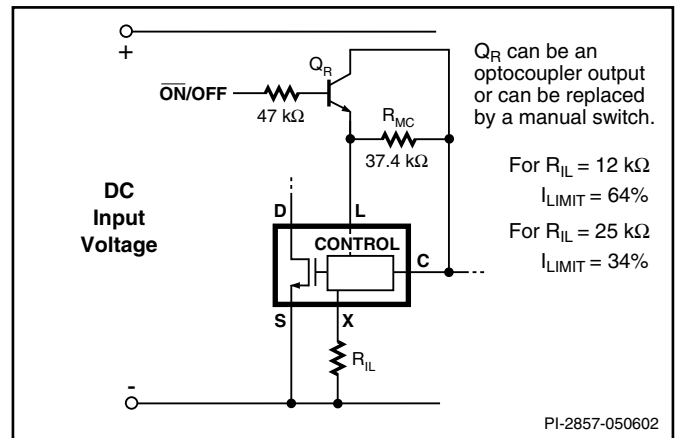 +
Q_R
ON/OFF
47 kΩ
R_MC
37.4 kΩ
Q_R can be an
optocoupler output
or can be replaced
by a manual switch.
For R_IL = 12 kΩ
I_LIMIT = 64%
For R_IL = 25 kΩ
I_LIMIT = 34%
DC
Input
Voltage
D
L
CONTROL
C
S
X
R_IL
-
PI-2857-050602